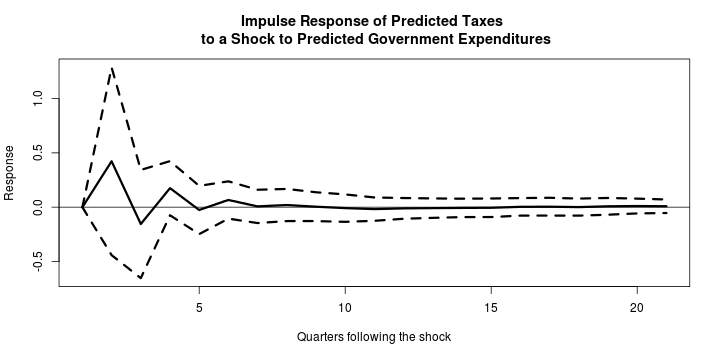 Impulse Response of Predicted Taxes
to a Shock to Predicted Government Expenditures
Response
1.0
0.5
0.0
-0.5
5 10 15 20
Quarters following the shock